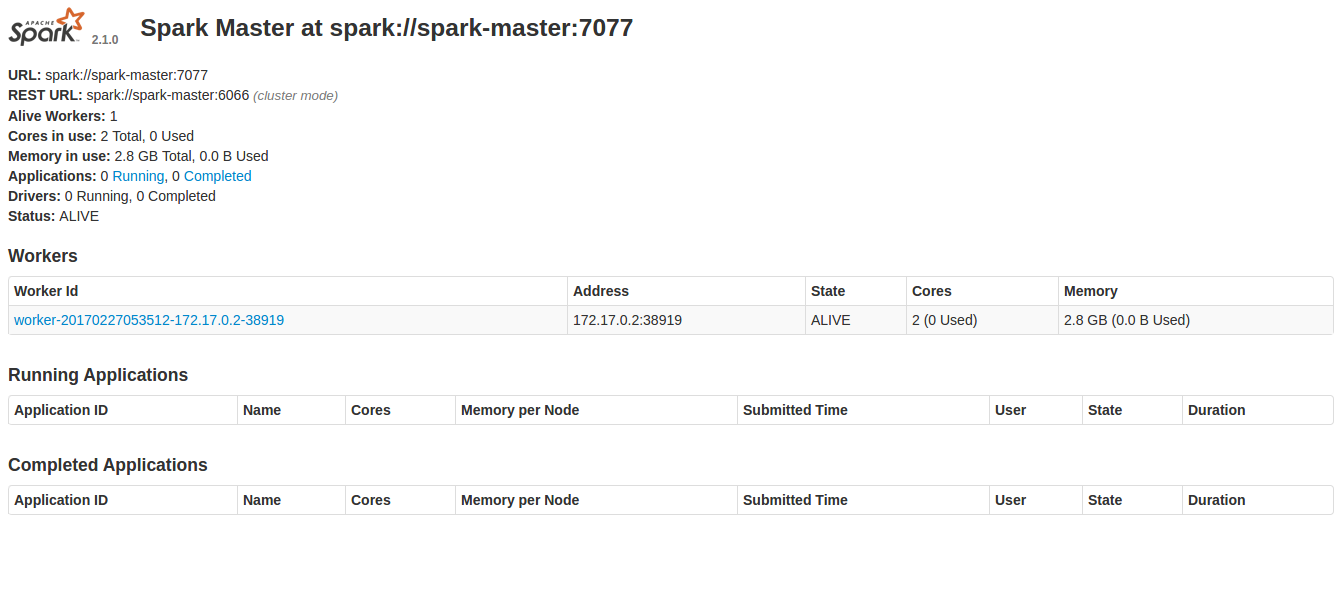 APACHE
Spark™ 2.1.0 Spark Master at spark://spark-master:7077
URL: spark://spark-master:7077
REST URL: spark://spark-master:6066 (cluster mode)
Alive Workers: 1
Cores in use: 2 Total, 0 Used
Memory in use: 2.8 GB Total, 0.0 B Used
Applications: 0 Running, 0 Completed
Drivers: 0 Running, 0 Completed
Status: ALIVE
Workers
Worker Id Address State Cores Memory
worker-20170227053512-172.17.0.2-38919 172.17.0.2:38919 ALIVE 2 (0 Used) 2.8 GB (0.0 B Used)
Running Applications
Application ID Name Cores Memory per Node Submitted Time User State Duration
Completed Applications
Application ID Name Cores Memory per Node Submitted Time User State Duration